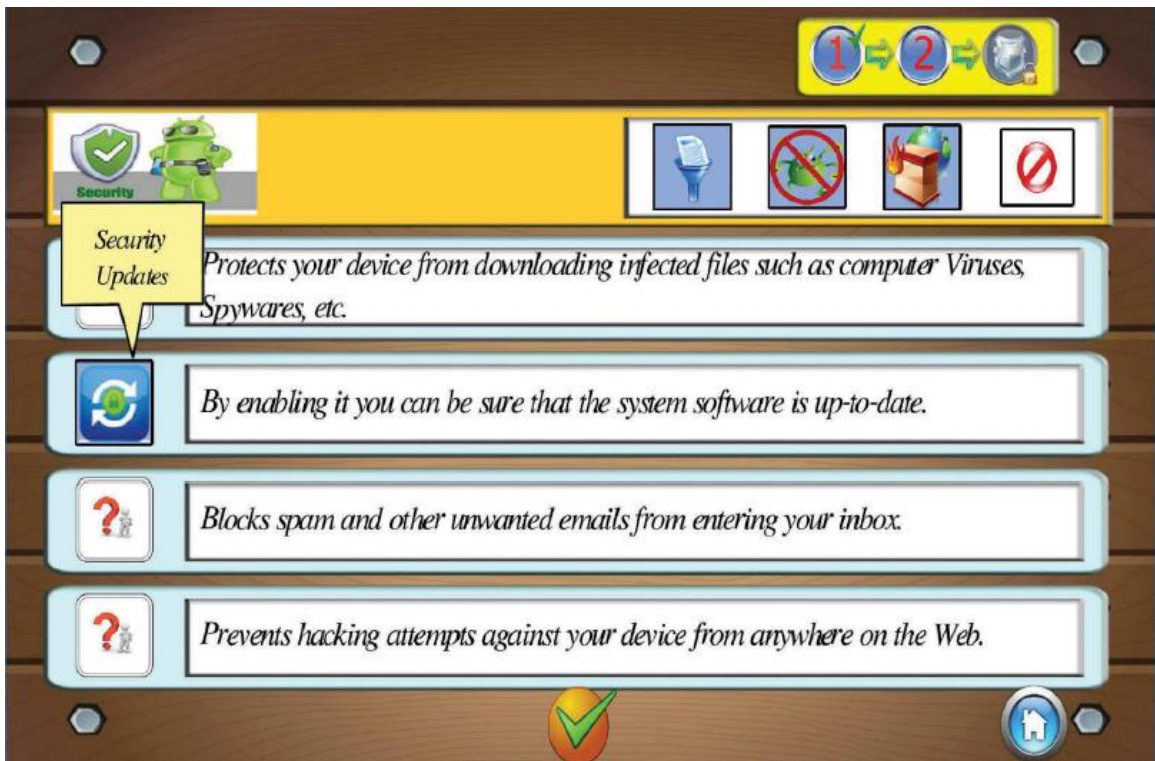 1 2
Security
Security
Updates
Protects your device from downloading infected files such as computer Viruses,
Spywares, etc.
By enabling it you can be sure that the system software is up-to-date.
?
Blocks spam and other unwanted emails from entering your inbox.
?
Prevents hacking attempts against your device from anywhere on the Web.